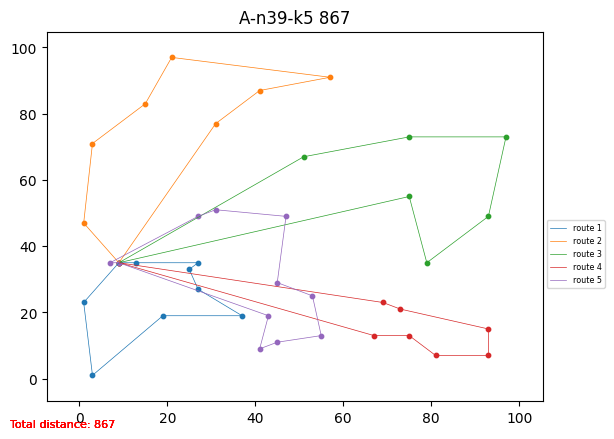 A-n39-k5 867
100
80
60
40
20
0
0 20 40 60 80 100
route 1
route 2
route 3
route 4
route 5
Total distance: 867